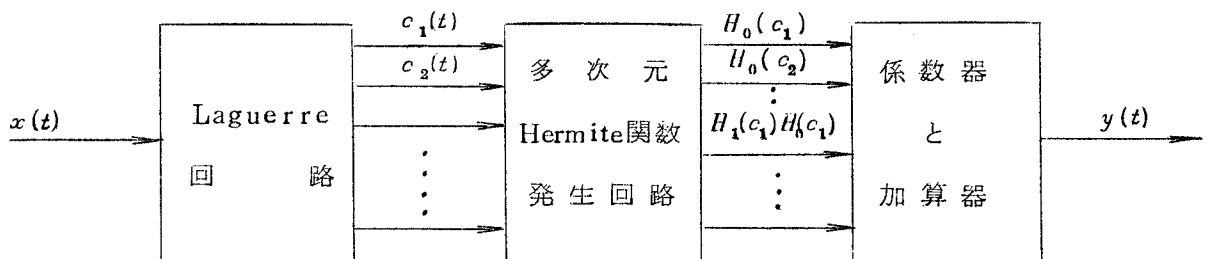 x(t)
Laguerre
回路
c₁(t)
c₂(t)
多次元
Hermite関数
発生回路
H₀(c₁)
H₀(c₂)
H₁(c₁)H₀(c₁)
係数器
と
加算器
y(t)